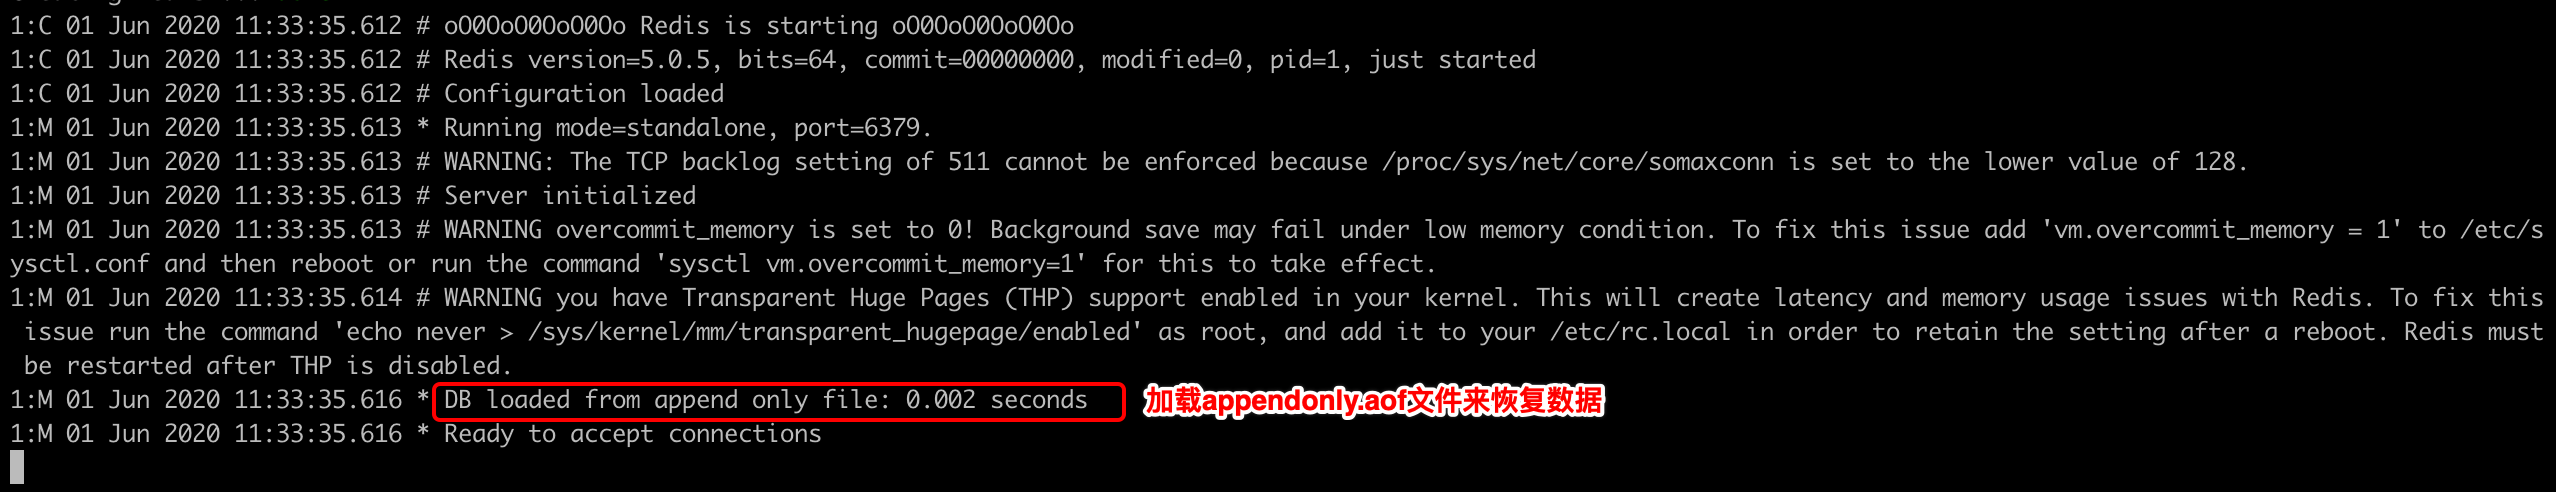 1:C 01 Jun 2020 11:33:35.612 # oO0OoO0OoO0Oo Redis is starting oO0OoO0OoO0Oo
1:C 01 Jun 2020 11:33:35.612 # Redis version=5.0.5, bits=64, commit=00000000, modified=0, pid=1, just started
1:C 01 Jun 2020 11:33:35.612 # Configuration loaded
1:M 01 Jun 2020 11:33:35.613 * Running mode=standalone, port=6379.
1:M 01 Jun 2020 11:33:35.613 # WARNING: The TCP backlog setting of 511 cannot be enforced because /proc/sys/net/core/somaxconn is set to the lower value of 128.
1:M 01 Jun 2020 11:33:35.613 # Server initialized
1:M 01 Jun 2020 11:33:35.613 # WARNING overcommit_memory is set to 0! Background save may fail under low memory condition. To fix this issue add 'vm.overcommit_memory = 1' to /etc/s
ysctl.conf and then reboot or run the command 'sysctl vm.overcommit_memory=1' for this to take effect.
1:M 01 Jun 2020 11:33:35.614 # WARNING you have Transparent Huge Pages (THP) support enabled in your kernel. This will create latency and memory usage issues with Redis. To fix this
issue run the command 'echo never > /sys/kernel/mm/transparent_hugepage/enabled' as root, and add it to your /etc/rc.local in order to retain the setting after a reboot. Redis must
be restarted after THP is disabled.
1:M 01 Jun 2020 11:33:35.616 * DB loaded from append only file: 0.002 seconds 加载appendonly.aof文件来恢复数据
1:M 01 Jun 2020 11:33:35.616 * Ready to accept connections